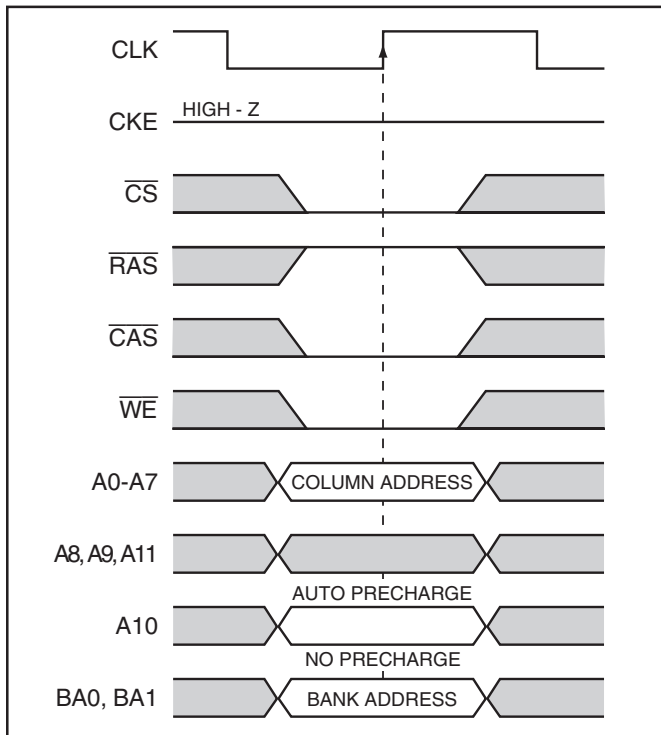 CLK
CKE HIGH - Z
CS
RAS
CAS
WE
A0-A7 COLUMN ADDRESS
A8, A9, A11
AUTO PRECHARGE
A10
NO PRECHARGE
BA0, BA1 BANK ADDRESS